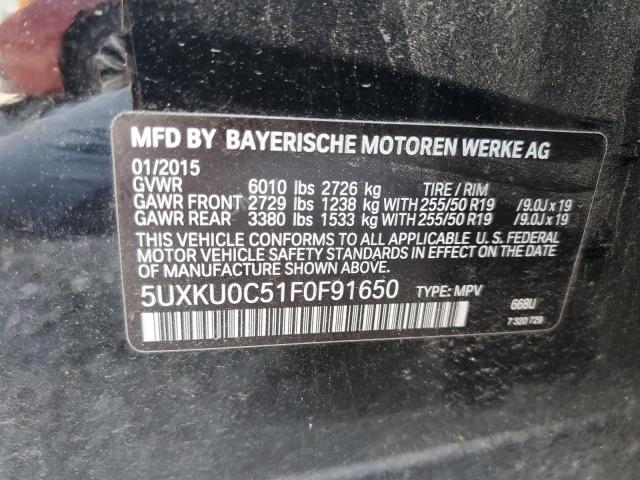 MFD BY BAYERISCHE MOTOREN WERKE AG
01/2015
GVWR 6010 lbs 2726 kg TIRE / RIM
GAWR FRONT 2729 lbs 1238 kg WITH 255/50 R19 /9.0J x 19
GAWR REAR 3380 lbs 1533 kg WITH 255/50 R19 /9.0J x 19
THIS VEHICLE CONFORMS TO ALL APPLICABLE U. S. FEDERAL
MOTOR VEHICLE SAFETY STANDARDS IN EFFECT ON THE DATE
OF MANUFACTURE SHOWN ABOVE.
5UXKU0C51F0F91650 TYPE: MPV 668U
7 320 729